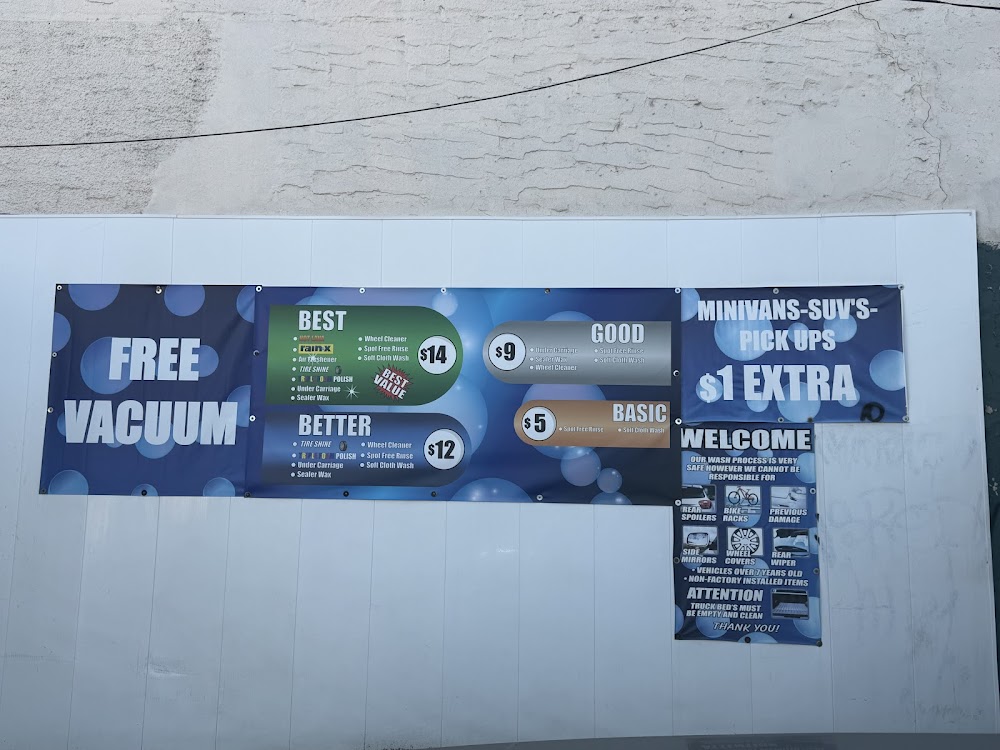 FREE
VACUUM
BEST
rain-x
• Air Freshener
• TIRE SHINE
POLISH
• Under Carriage
• Sealer Wax
• Wheel Cleaner
• Spot Free Rinse
• Soft Cloth Wash
$14
BEST
VALUE
BETTER
• TIRE SHINE
POLISH
• Under Carriage
• Sealer Wax
• Wheel Cleaner
• Spot Free Rinse
• Soft Cloth Wash
$12
GOOD
$9
• Under Carriage
• Sealer Wax
• Wheel Cleaner
• Spot Free Rinse
• Soft Cloth Wash
BASIC
$5
• Spot Free Rinse
• Soft Cloth Wash
MINIVANS-SUV'S-
PICK UPS
$1 EXTRA
WELCOME
OUR WASH PROCESS IS VERY
SAFE HOWEVER WE CANNOT BE
RESPONSIBLE FOR
REAR
SPOILERS
BIKE
RACKS
PREVIOUS
DAMAGE
SIDE
MIRRORS
WHEEL
COVERS
REAR
WIPER
• VEHICLES OVER 7 YEARS OLD
• NON-FACTORY INSTALLED ITEMS
ATTENTION
TRUCK BED'S MUST
BE EMPTY AND CLEAN
THANK YOU!